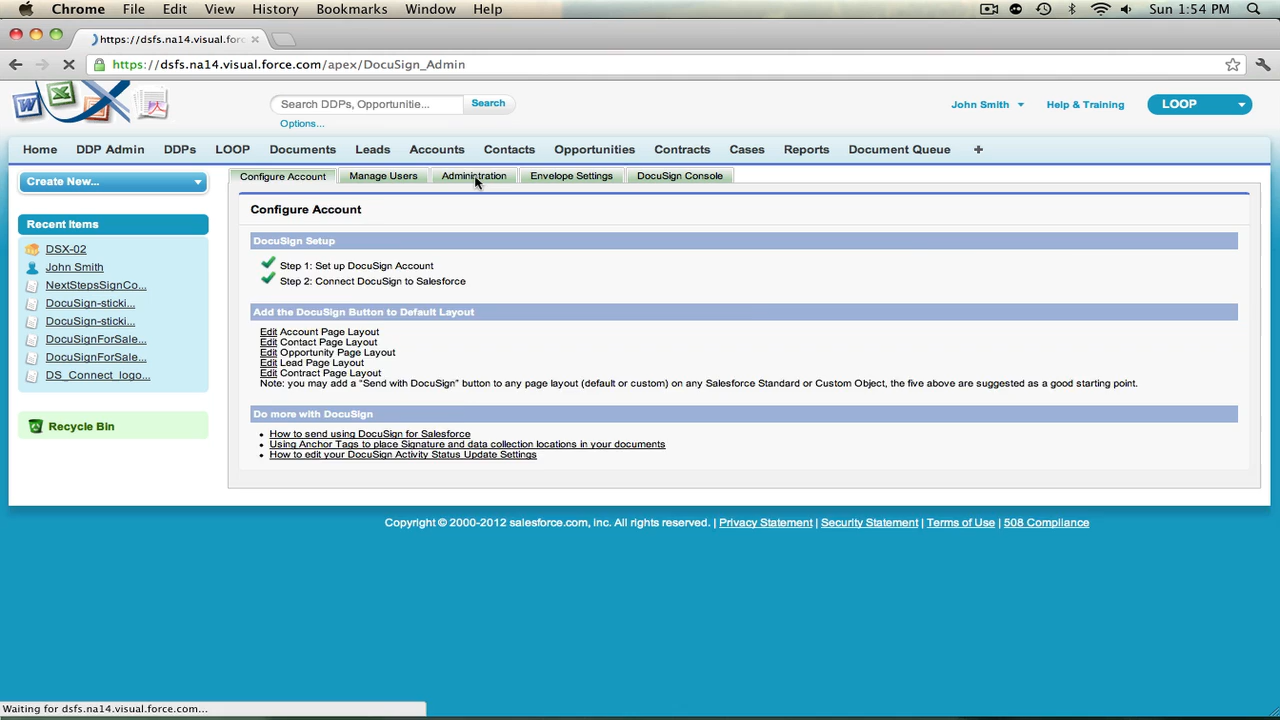 Chrome File Edit View History Bookmarks Window Help Sun 1:54 PM
https://dsfs.na14.visual.forc
https://dsfs.na14.visual.force.com/apex/DocuSign_Admin
Search DDPs, Opportunitie... Search John Smith Help & Training LOOP
Options...
Home DDP Admin DDPs LOOP Documents Leads Accounts Contacts Opportunities Contracts Cases Reports Document Queue +
Create New...
Recent Items
DSX-02
John Smith
NextStepsSignCo...
DocuSign-sticki...
DocuSign-sticki...
DocuSignForSale...
DocuSignForSale...
DS_Connect_logo...
Recycle Bin
Configure Account Manage Users Administration Envelope Settings DocuSign Console
Configure Account
DocuSign Setup
Step 1: Set up DocuSign Account
Step 2: Connect DocuSign to Salesforce
Add the DocuSign Button to Default Layout
Edit Account Page Layout
Edit Contact Page Layout
Edit Opportunity Page Layout
Edit Lead Page Layout
Edit Contract Page Layout
Note: you may add a "Send with DocuSign" button to any page layout (default or custom) on any Salesforce Standard or Custom Object, the five above are suggested as a good starting point.
Do more with DocuSign
How to send using DocuSign for Salesforce
Using Anchor Tags to place Signature and data collection locations in your documents
How to edit your DocuSign Activity Status Update Settings
Copyright © 2000-2012 salesforce.com, inc. All rights reserved. | Privacy Statement | Security Statement | Terms of Use | 508 Compliance
Waiting for dsfs.na14.visual.force.com...